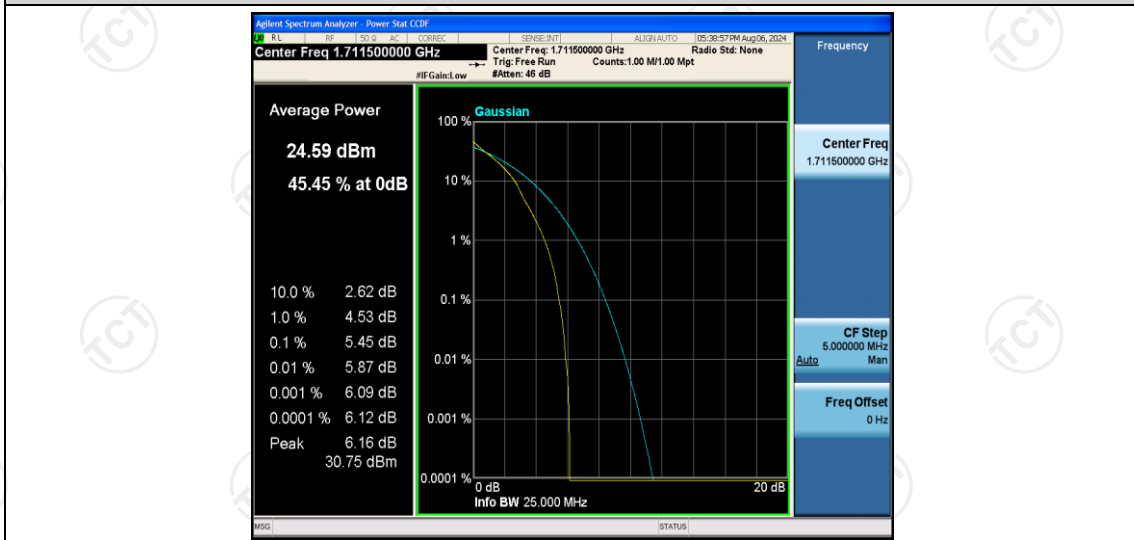 Agilent Spectrum Analyzer - Power Stat CCDF
RL RF 50 Ω AC CORREC SENSE:INT ALIGN AUTO 05:38:57 PM Aug 06, 2024
Center Freq 1.711500000 GHz
Center Freq: 1.711500000 GHz Radio Std: None
Trig: Free Run Counts:1.00 M/1.00 Mpt
#IFGain:Low #Atten: 46 dB
Frequency
Average Power
24.59 dBm
45.45 % at 0dB
10.0 % 2.62 dB
1.0 % 4.53 dB
0.1 % 5.45 dB
0.01 % 5.87 dB
0.001 % 6.09 dB
0.0001 % 6.12 dB
Peak 6.16 dB
30.75 dBm
Gaussian
100 %
10 %
1 %
0.1 %
0.01 %
0.001 %
0.0001 %
0 dB 20 dB
Info BW 25.000 MHz
Center Freq
1.711500000 GHz
CF Step
5.000000 MHz
Auto Man
Freq Offset
0 Hz
MSG STATUS
TCT
TCT
TCT
TCT